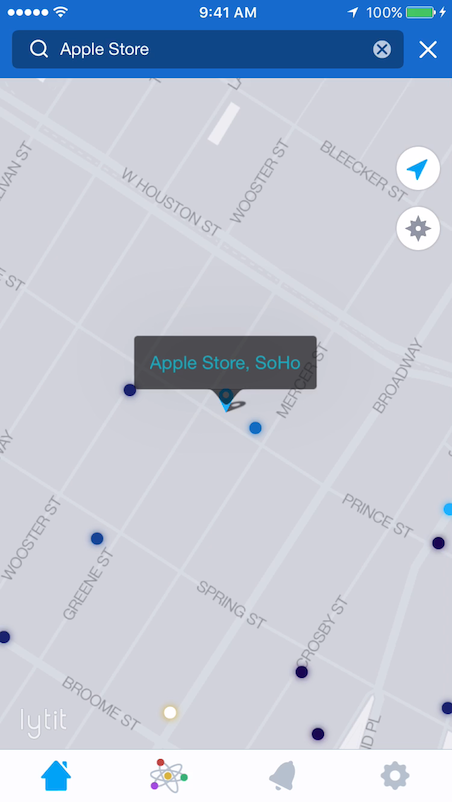 9:41 AM
100%
Apple Store
BLEECKER ST
WOOSTER ST
W HOUSTON ST
LIVAN ST
Apple Store, SoHo
MERCER ST
BROADWAY
PRINCE ST
WOOSTER ST
GREENE ST
SPRING ST
CROSBY ST
BROOME ST
lytit
ND PL